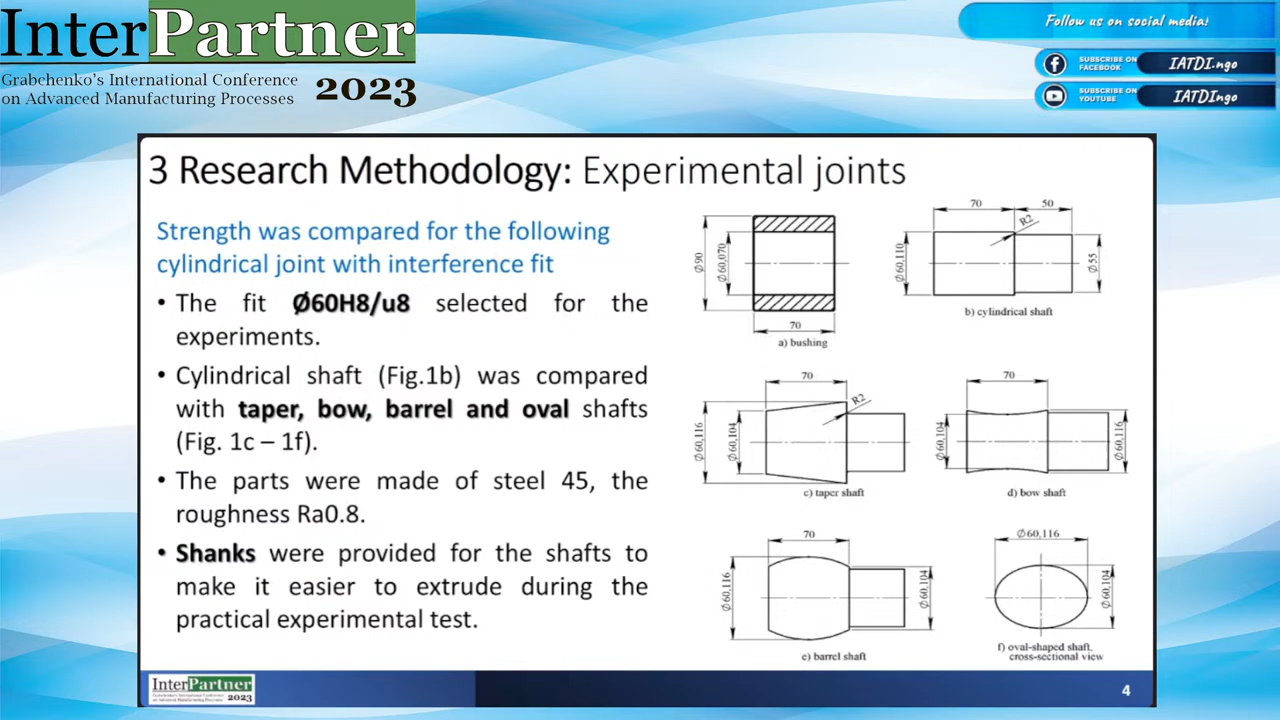 InterPartner
Grabchenko's International Conference
on Advanced Manufacturing Processes
2023
Follow us on social media!
SUBSCRIBE ON
FACEBOOK
IATDI.ngo
SUBSCRIBE ON
YOUTUBE
IATDIngo
3 Research Methodology: Experimental joints
Strength was compared for the following
cylindrical joint with interference fit
• The fit Ø60H8/u8 selected for the
experiments.
• Cylindrical shaft (Fig.1b) was compared
with taper, bow, barrel and oval shafts
(Fig. 1c – 1f).
• The parts were made of steel 45, the
roughness Ra0.8.
• Shanks were provided for the shafts to
make it easier to extrude during the
practical experimental test.
Ø90
Ø60,070
70
a) bushing
70
50
R2
Ø60,110
Ø55
b) cylindrical shaft
70
R2
Ø60,116
Ø60,104
c) taper shaft
70
Ø60,104
Ø60,116
d) bow shaft
70
Ø60,116
Ø60,104
e) barrel shaft
Ø60,116
Ø60,104
f) oval-shaped shaft,
cross-sectional view
InterPartner
Grabchenko's International Conference
on Advanced Manufacturing Processes
2023
4